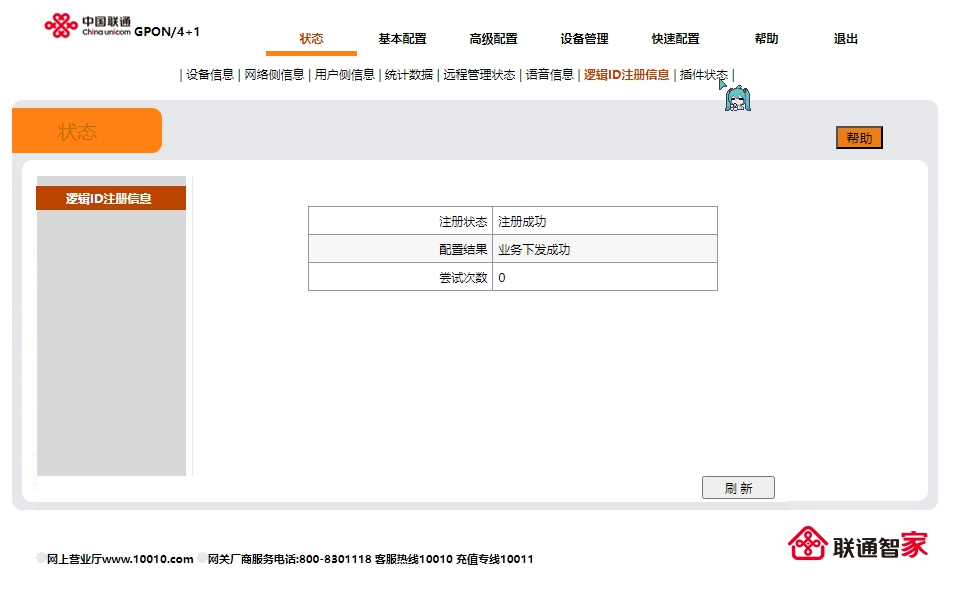 中国联通
China unicom GPON/4+1
状态 基本配置 高级配置 设备管理 快速配置 帮助 退出
| 设备信息 | 网络侧信息 | 用户侧信息 | 统计数据 | 远程管理状态 | 语音信息 | 逻辑ID注册信息 | 插件状态 |
状态
帮助
逻辑ID注册信息
注册状态 注册成功
配置结果 业务下发成功
尝试次数 0
刷 新
联通智家
网上营业厅www.10010.com 网关厂商服务电话:800-8301118 客服热线10010 充值专线10011